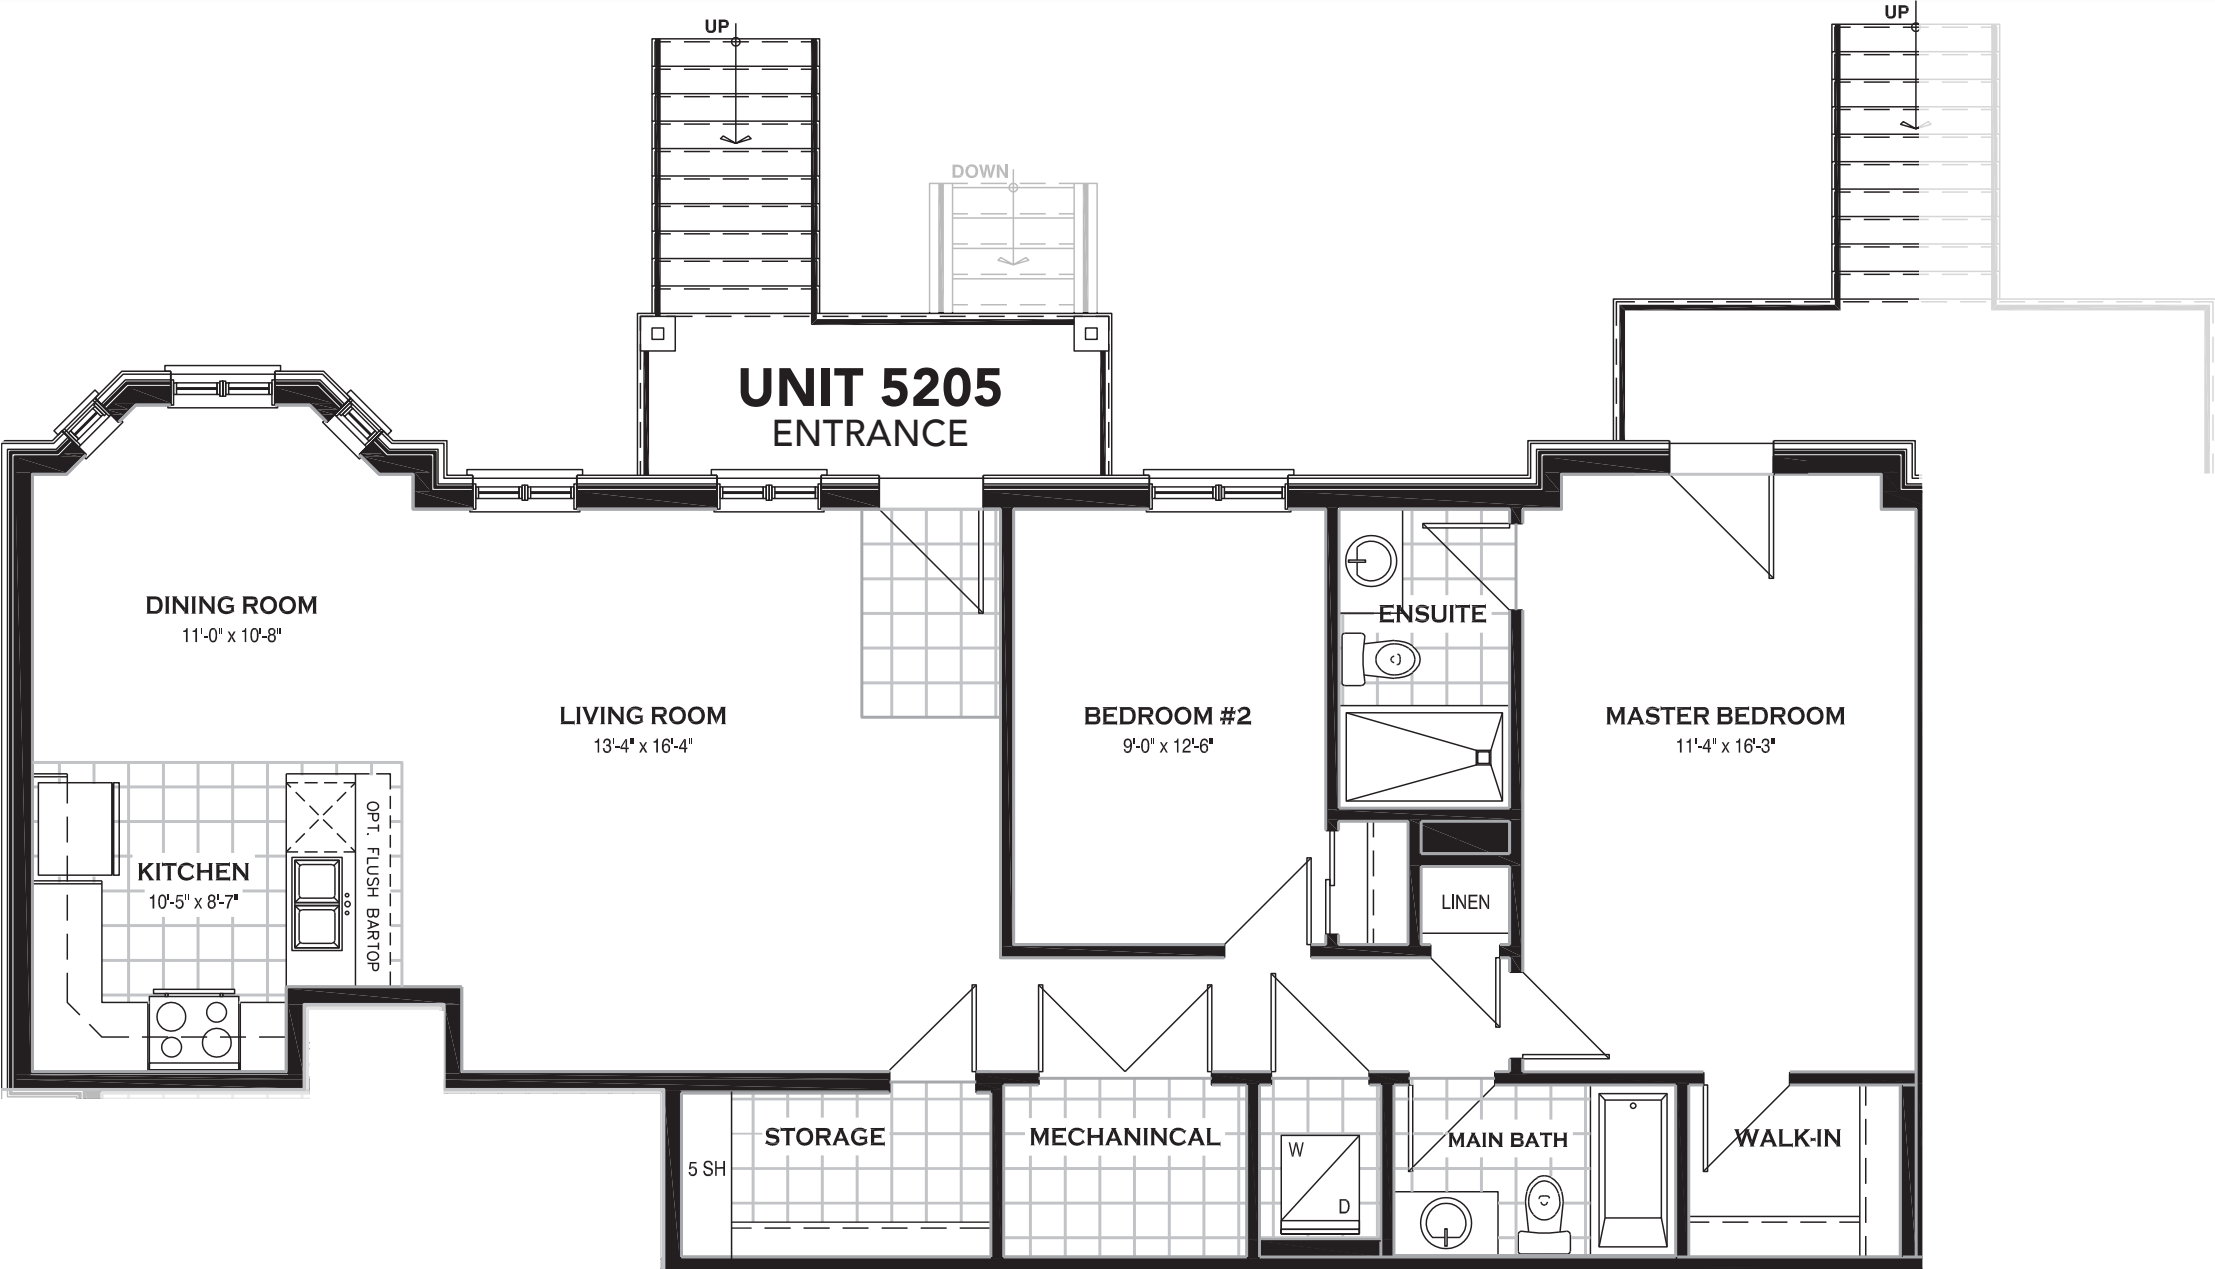 UP
UP
DOWN
UNIT 5205
ENTRANCE
DINING ROOM
11'-0" x 10'-8"
LIVING ROOM
13'-4" x 16'-4"
BEDROOM #2
9'-0" x 12'-6"
ENSUITE
MASTER BEDROOM
11'-4" x 16'-3"
KITCHEN
10'-5" x 8'-7"
OPT. FLUSH BARTOP
LINEN
STORAGE
5 SH
MECHANINCAL
W
D
MAIN BATH
WALK-IN